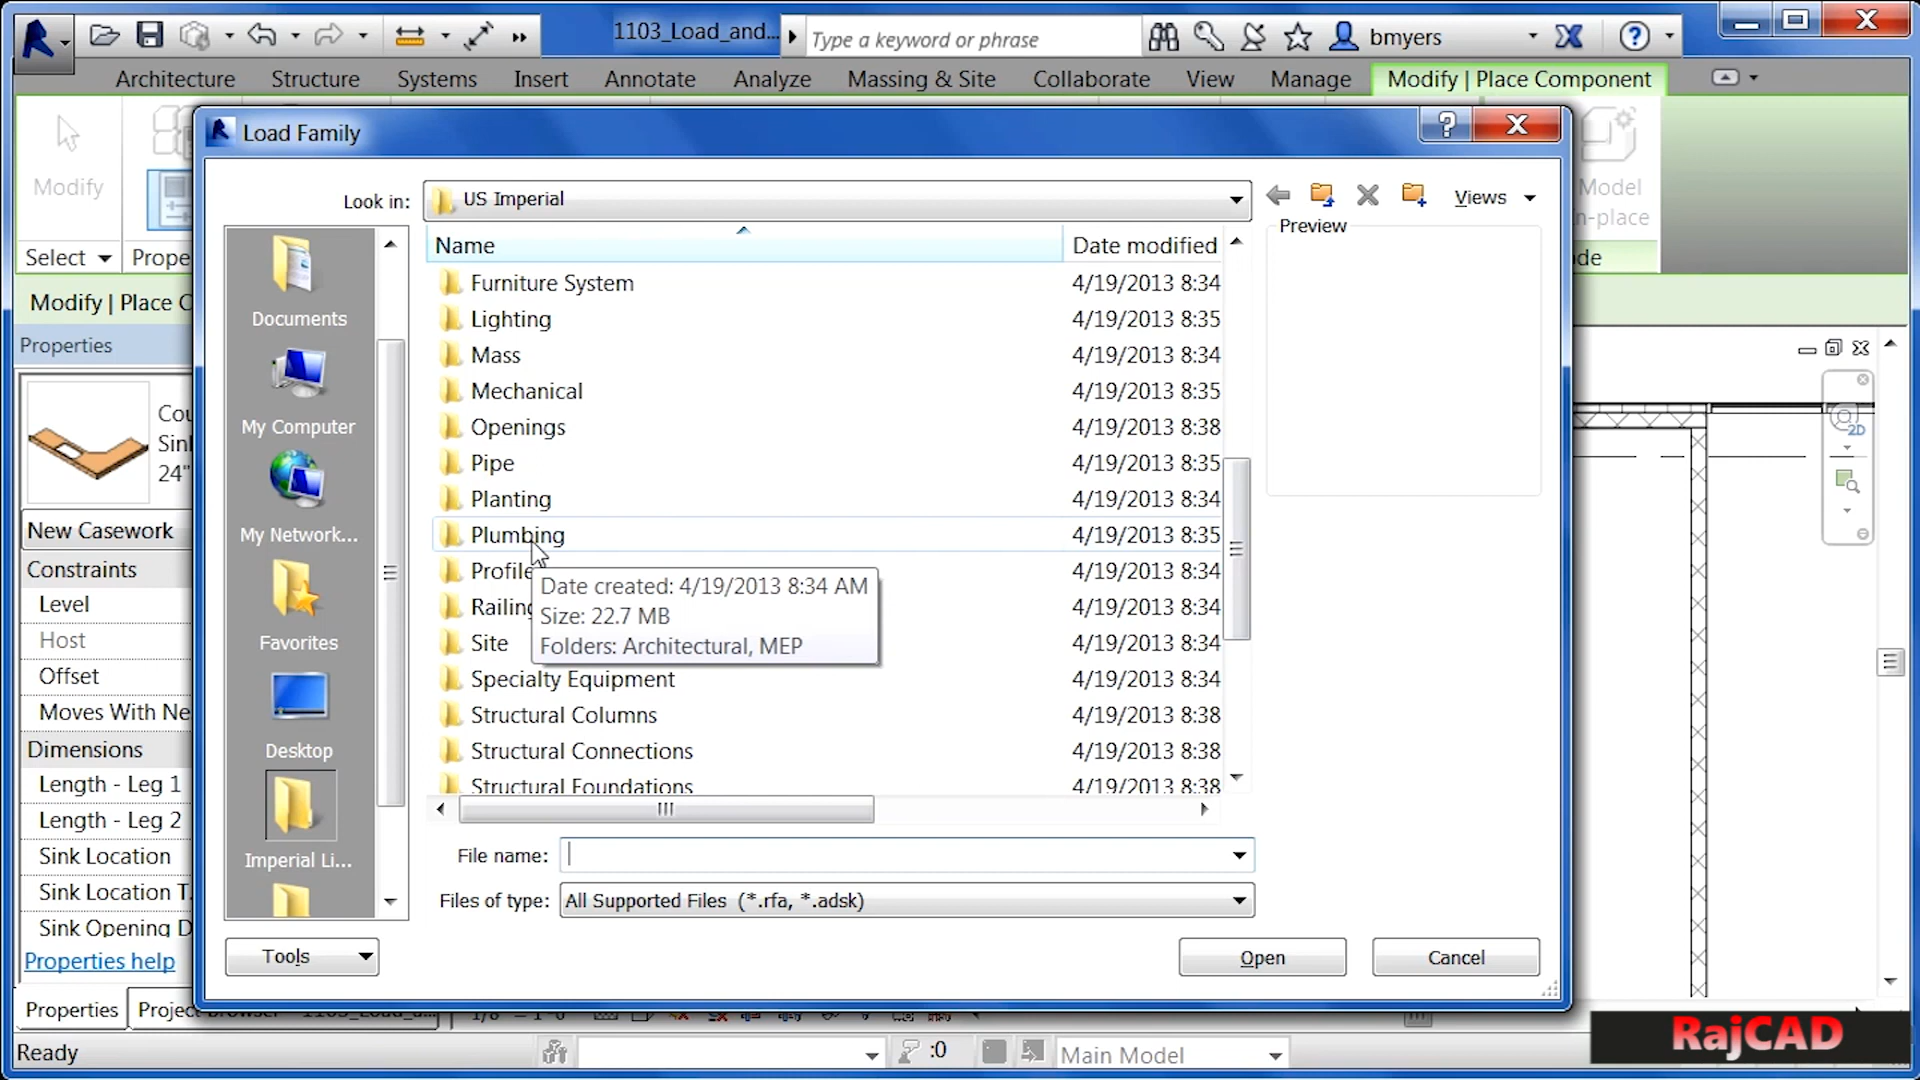 1103_Load_and...
Type a keyword or phrase
bmyers
Architecture Structure Systems Insert Annotate Analyze Massing & Site Collaborate View Manage Modify | Place Component
Load Family
Modify
Model
n-place
Select
Prope
de
Look in: US Imperial
Views
Preview
Name Date modified
Furniture System 4/19/2013 8:34
Lighting 4/19/2013 8:35
Mass 4/19/2013 8:34
Mechanical 4/19/2013 8:35
Openings 4/19/2013 8:38
Pipe 4/19/2013 8:35
Planting 4/19/2013 8:34
Plumbing 4/19/2013 8:35
Profile 4/19/2013 8:34
Railing 4/19/2013 8:34
Site 4/19/2013 8:34
Specialty Equipment 4/19/2013 8:34
Structural Columns 4/19/2013 8:38
Structural Connections 4/19/2013 8:38
Structural Foundations 4/19/2013 8:38
Date created: 4/19/2013 8:34 AM
Size: 22.7 MB
Folders: Architectural, MEP
Documents
My Computer
My Network...
Favorites
Desktop
Imperial Li...
File name:
Files of type: All Supported Files (*.rfa, *.adsk)
Tools
Open
Cancel
Modify | Place C
Properties
Cou
Sin
24"
New Casework
Constraints
Level
Host
Offset
Moves With Ne
Dimensions
Length - Leg 1
Length - Leg 2
Sink Location
Sink Location T.
Sink Opening D
Properties help
Properties
2D
Ready
:0
Main Model
RajCAD